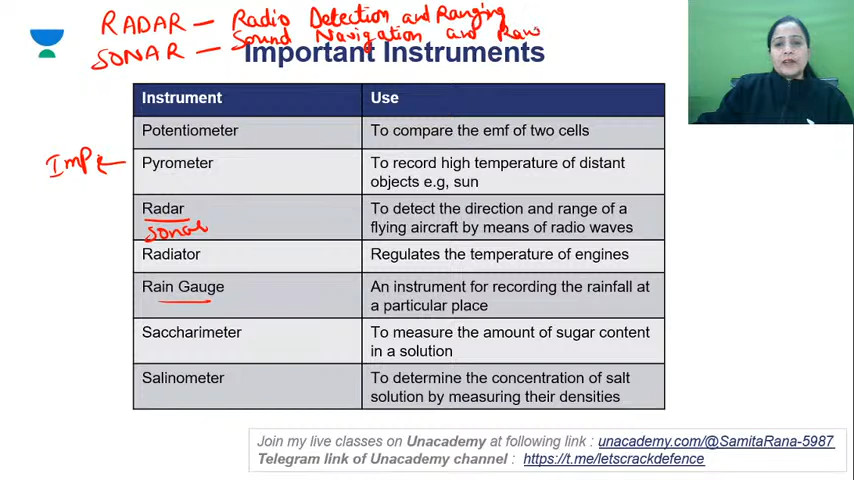 RADAR - Radio Detection and Ranging
SONAR - Sound Navigation and
Important Instruments
Instrument Use
Potentiometer To compare the emf of two cells
Imp Pyrometer To record high temperature of distant
objects e.g, sun
Radar To detect the direction and range of a
Sonar flying aircraft by means of radio waves
Radiator Regulates the temperature of engines
Rain Gauge An instrument for recording the rainfall at
a particular place
Saccharimeter To measure the amount of sugar content
in a solution
Salinometer To determine the concentration of salt
solution by measuring their densities
Join my live classes on Unacademy at following link : unacademy.com/@SamitaRana-5987
Telegram link of Unacademy channel : https://t.me/letscrackdefence